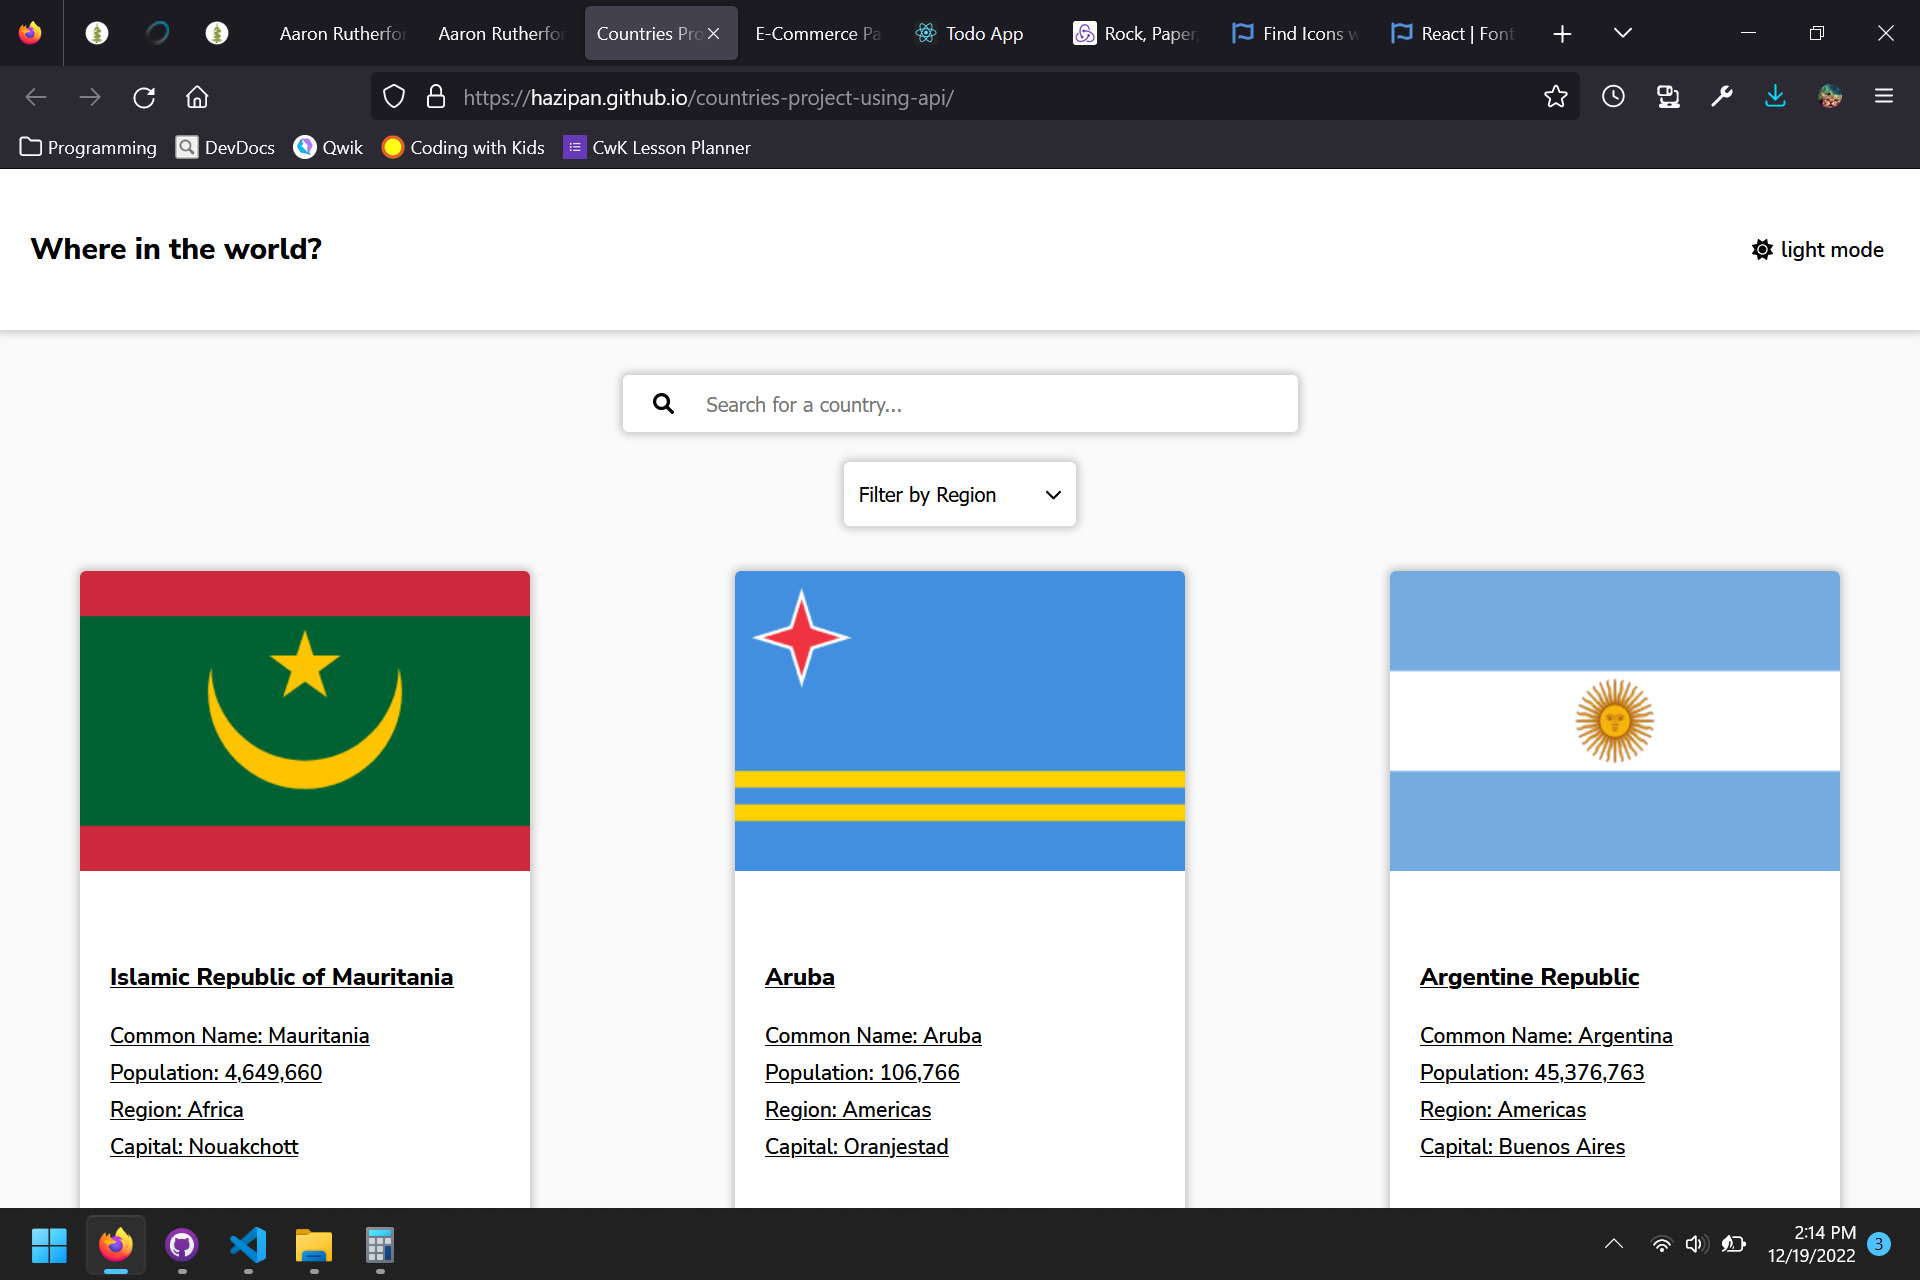 Aaron Rutherfor
Aaron Rutherfor
Countries Pro
E-Commerce Pa
Todo App
Rock, Paper,
Find Icons w
React | Font
https://hazipan.github.io/countries-project-using-api/
Programming
DevDocs
Qwik
Coding with Kids
CwK Lesson Planner
Where in the world?
light mode
Search for a country...
Filter by Region
Islamic Republic of Mauritania
Common Name: Mauritania
Population: 4,649,660
Region: Africa
Capital: Nouakchott
Aruba
Common Name: Aruba
Population: 106,766
Region: Americas
Capital: Oranjestad
Argentine Republic
Common Name: Argentina
Population: 45,376,763
Region: Americas
Capital: Buenos Aires
2:14 PM
12/19/2022
3